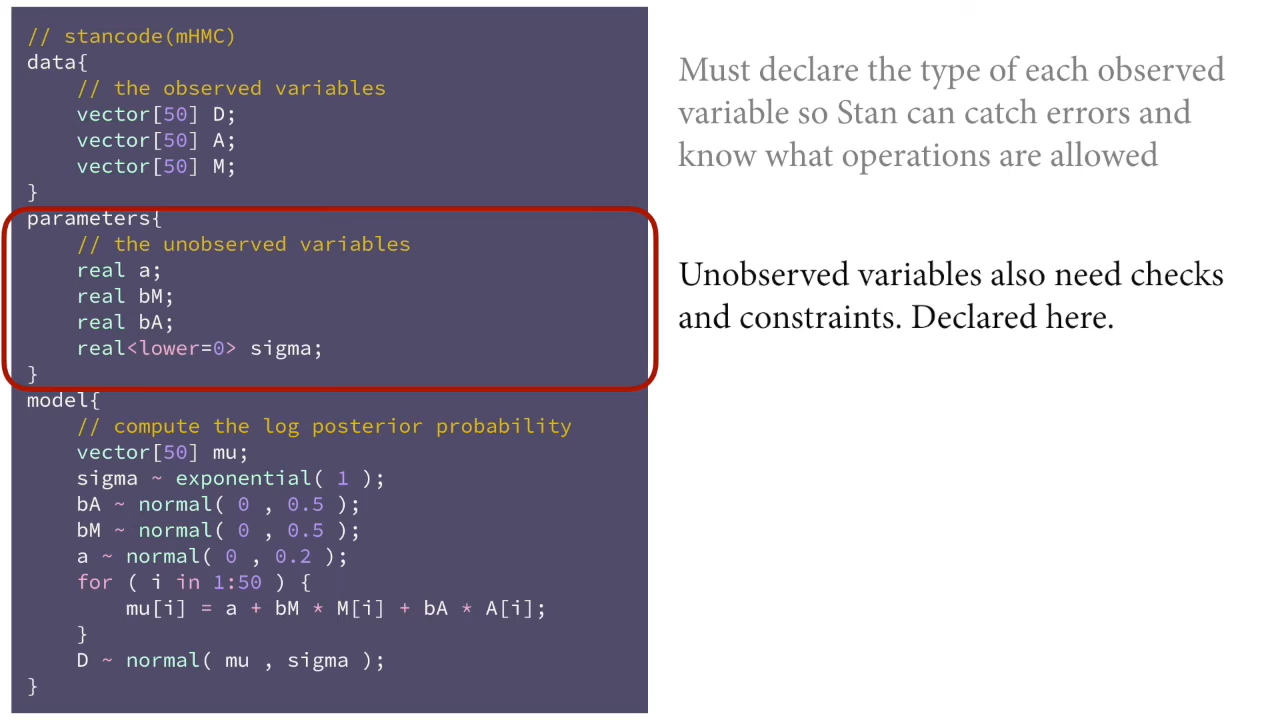 // stancode(mHMC)
data{
    // the observed variables
    vector[50] D;
    vector[50] A;
    vector[50] M;
}
parameters{
    // the unobserved variables
    real a;
    real bM;
    real bA;
    real<lower=0> sigma;
}
model{
    // compute the log posterior probability
    vector[50] mu;
    sigma ~ exponential( 1 );
    bA ~ normal( 0 , 0.5 );
    bM ~ normal( 0 , 0.5 );
    a ~ normal( 0 , 0.2 );
    for ( i in 1:50 ) {
        mu[i] = a + bM * M[i] + bA * A[i];
    }
    D ~ normal( mu , sigma );
}
Must declare the type of each observed
variable so Stan can catch errors and
know what operations are allowed
Unobserved variables also need checks
and constraints. Declared here.